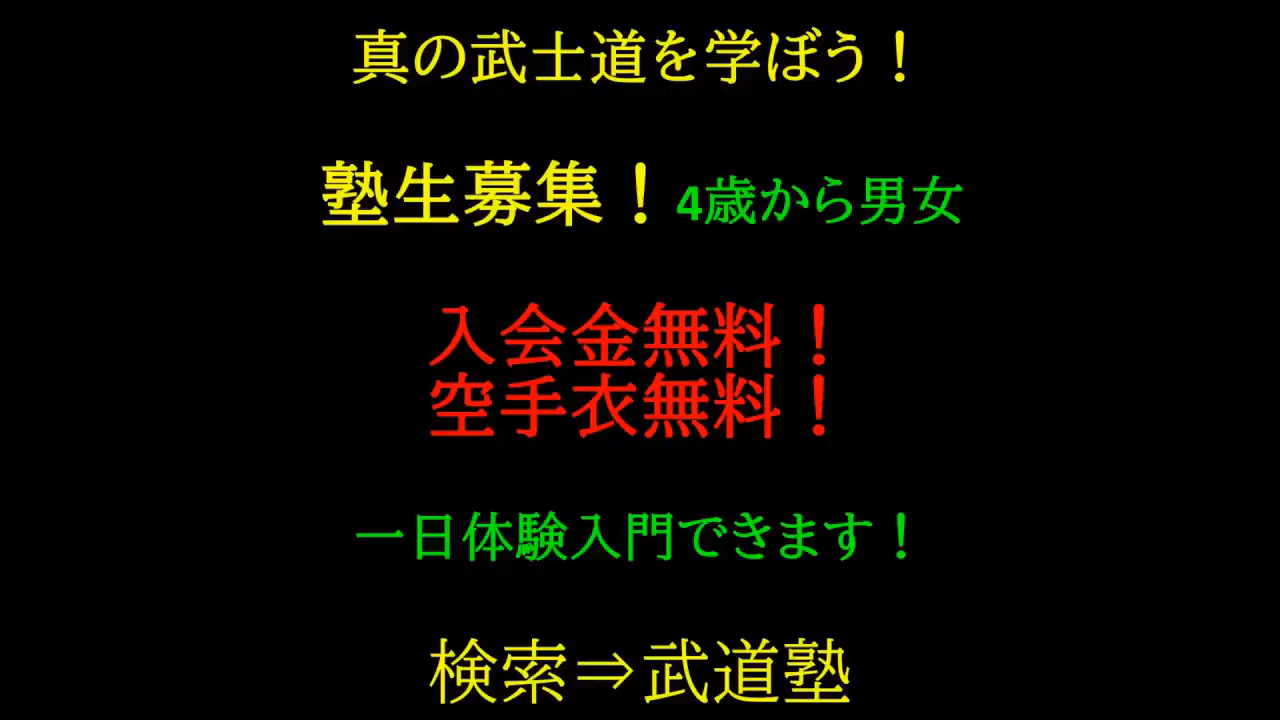 真の武士道を学ぼう！
塾生募集！4歳から男女
入会金無料！
空手衣無料！
一日体験入門できます！
検索⇒武道塾